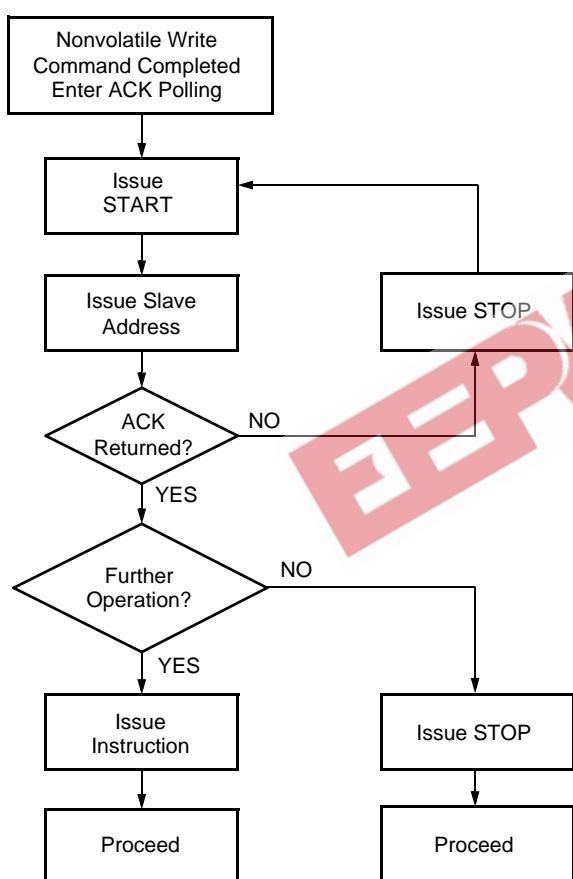 Nonvolatile Write
Command Completed
Enter ACK Polling
Issue
START
Issue Slave
Address
Issue STOP
ACK
Returned?
NO
YES
Further
Operation?
NO
YES
Issue
Instruction
Issue STOP
Proceed
Proceed